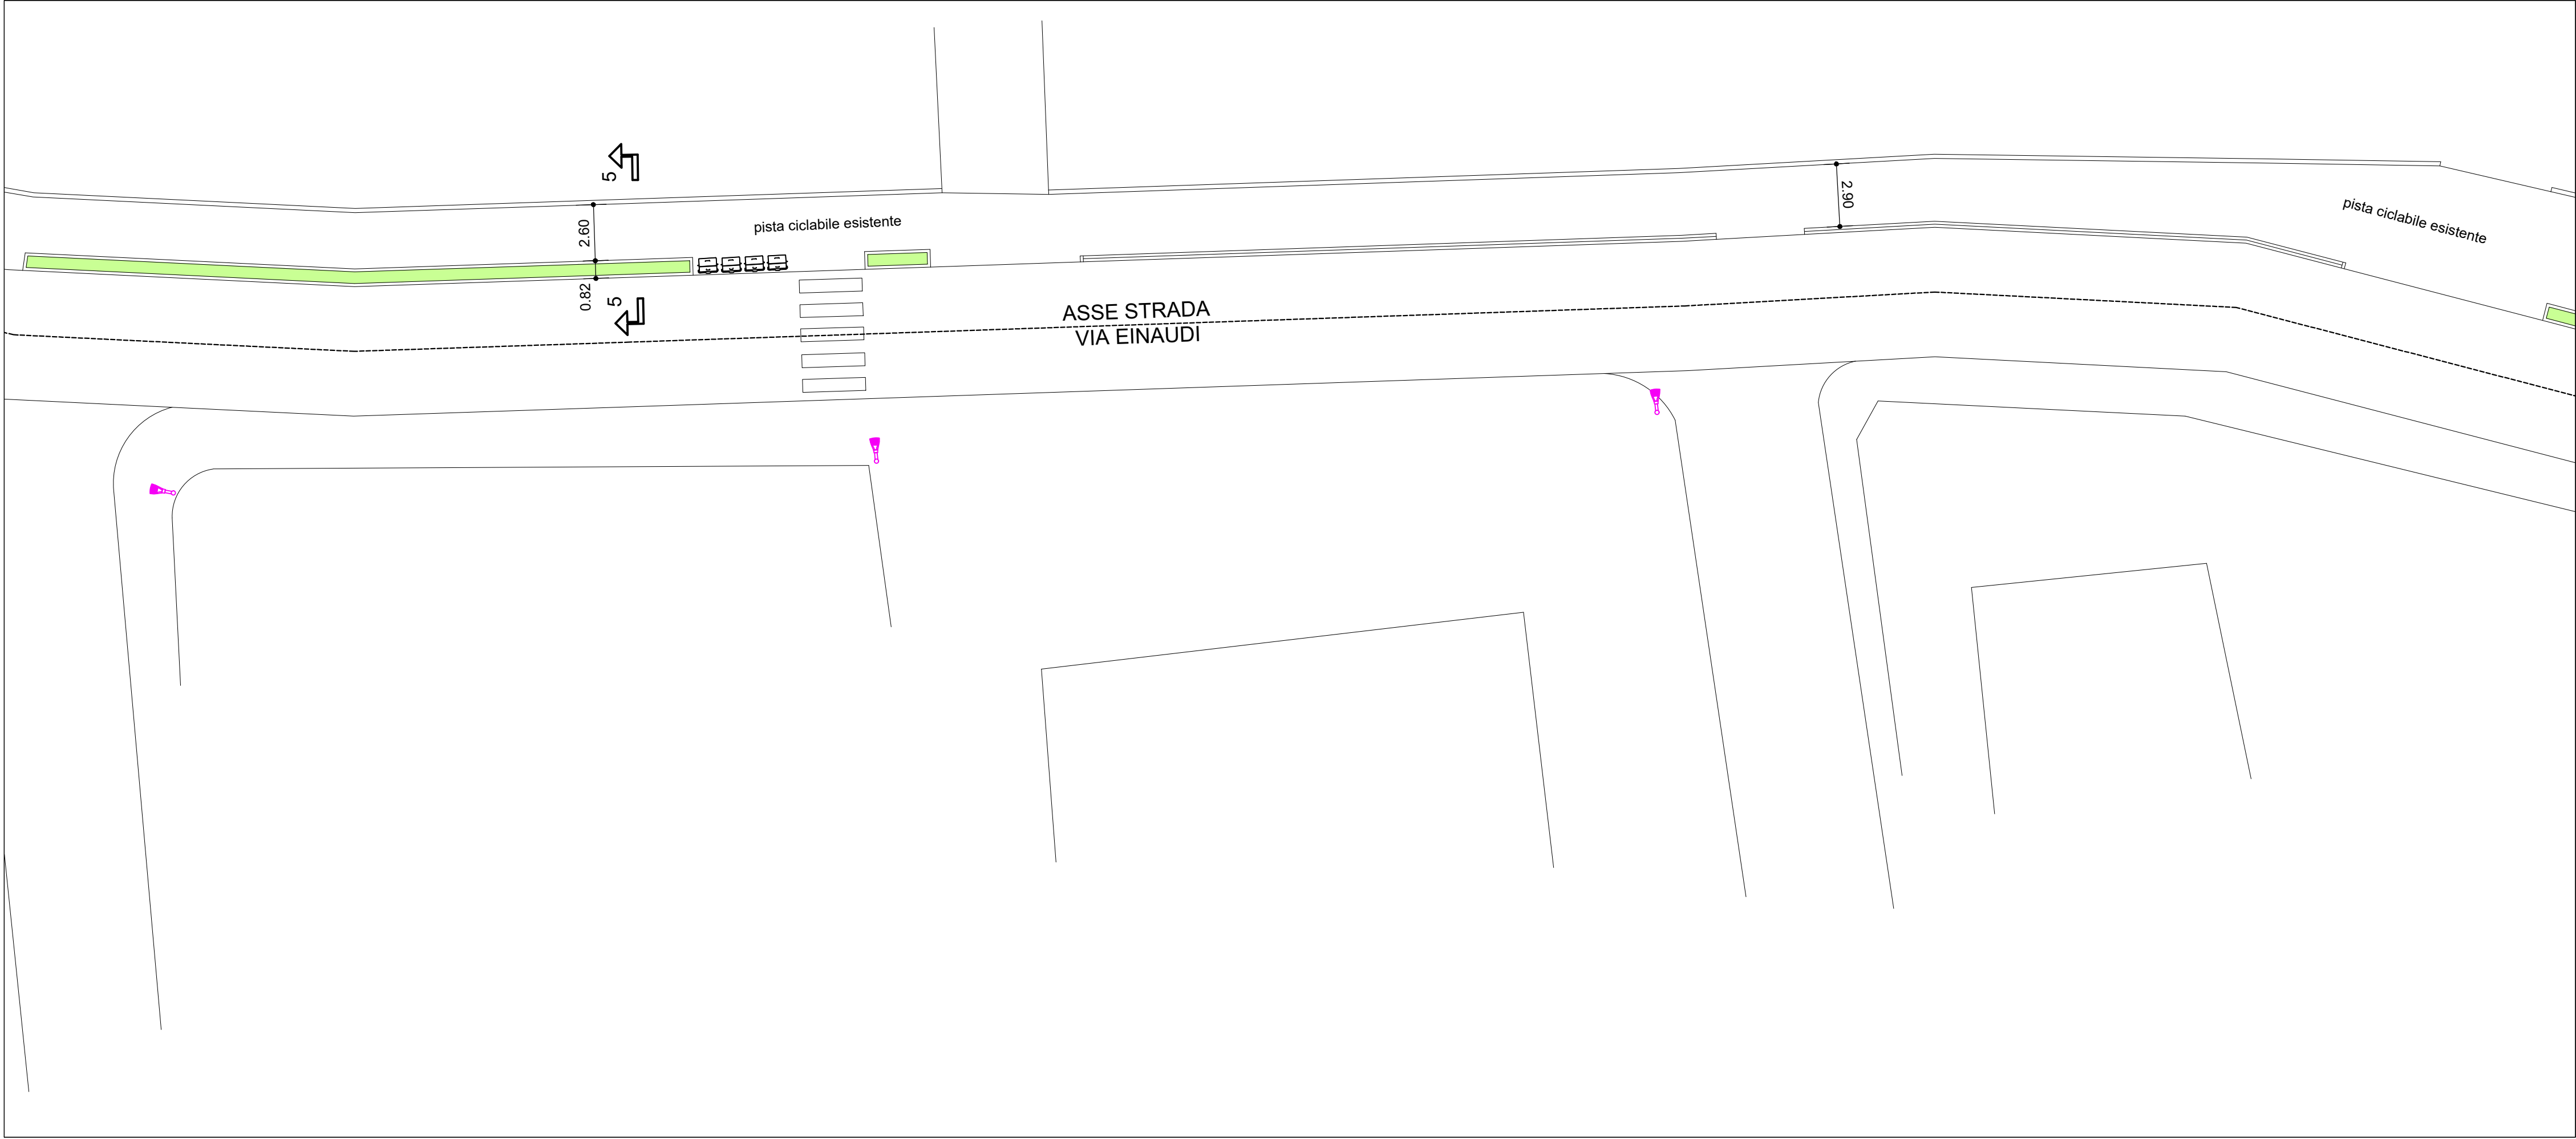 5
2.60
pista ciclabile esistente
2.90
pista ciclabile esistente
0.82
5
ASSE STRADA
VIA EINAUDI